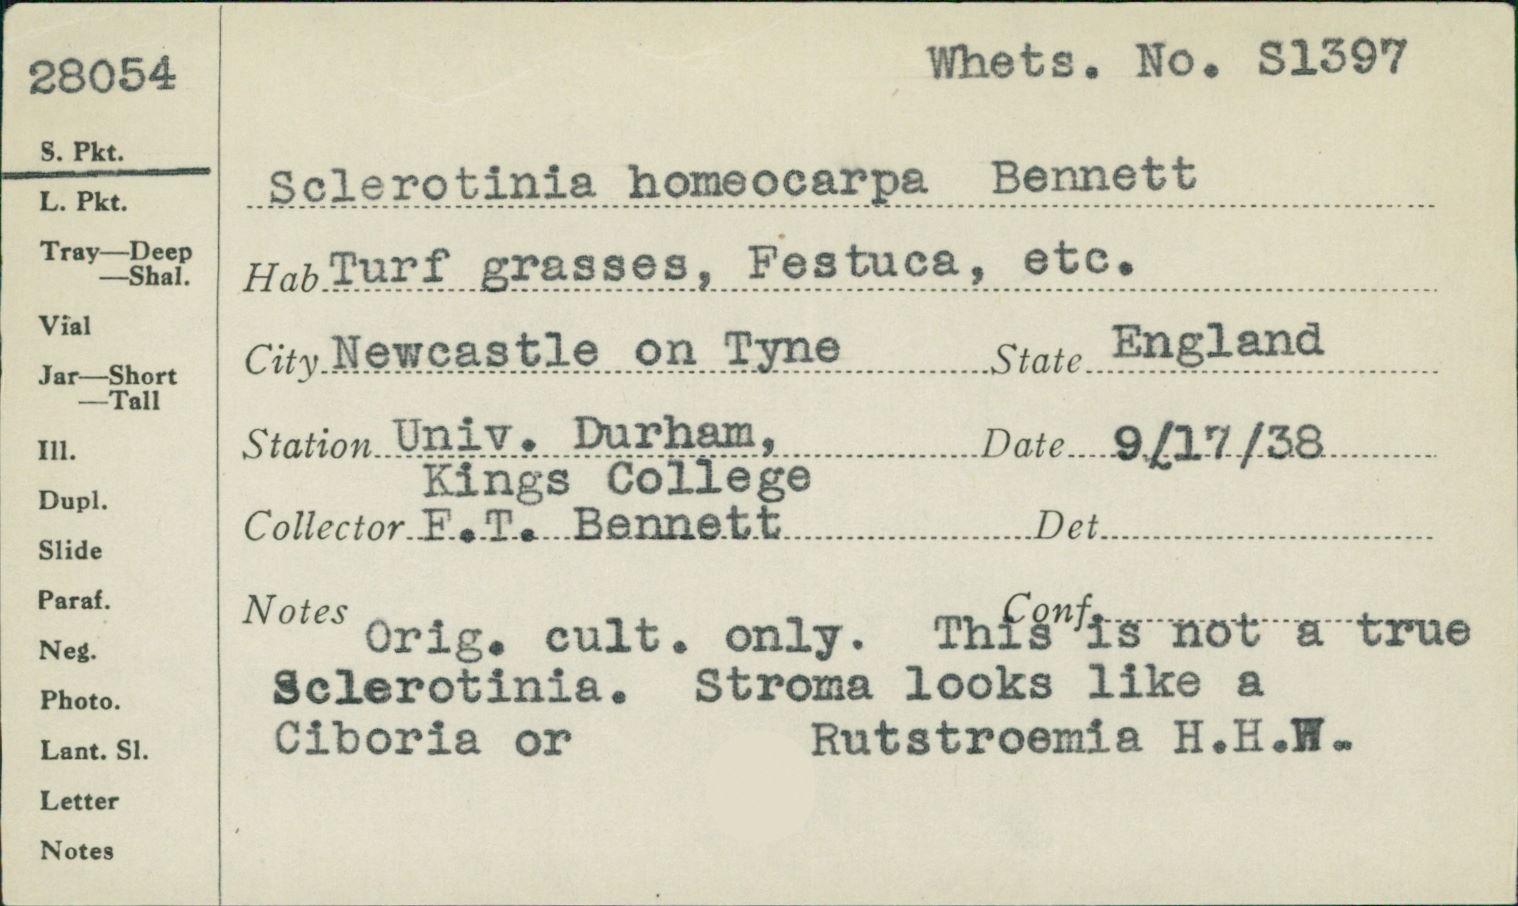 28054
Whets. No. S1397
S. Pkt.
L. Pkt.
Tray—Deep
—Shal.
Vial
Jar—Short
—Tall
Ill.
Dupl.
Slide
Paraf.
Neg.
Photo.
Lant. Sl.
Letter
Notes
Sclerotinia homeocarpa Bennett
Hab Turf grasses, Festuca, etc.
City Newcastle on Tyne State England
Station Univ. Durham, Date 9/17/38
Kings College
Collector F.T. Bennett Det
Notes Conf.
Orig. cult. only. This is not a true
Sclerotinia. Stroma looks like a
Ciboria or Rutstroemia H.H.W.